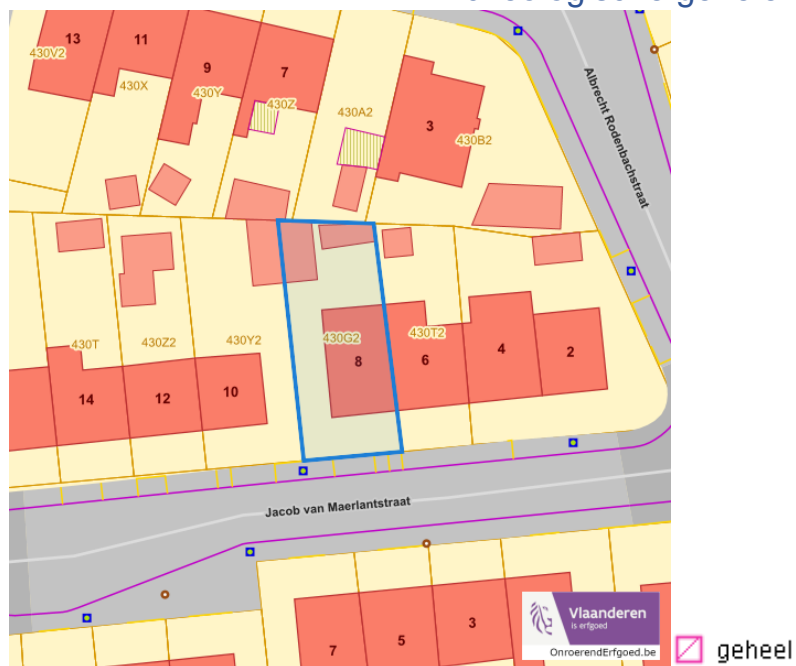 13
11
9
7
430V2
430X
430Y
430Z
430A2
3
430B2
Albrecht Rodenbachstraat
430T
430Z2
430Y2
430G2
430T2
14
12
10
8
6
4
2
Jacob van Maerlantstraat
7
5
3
Vlaanderen
is erfgoed
OnroerendErfgoed.be
geheel